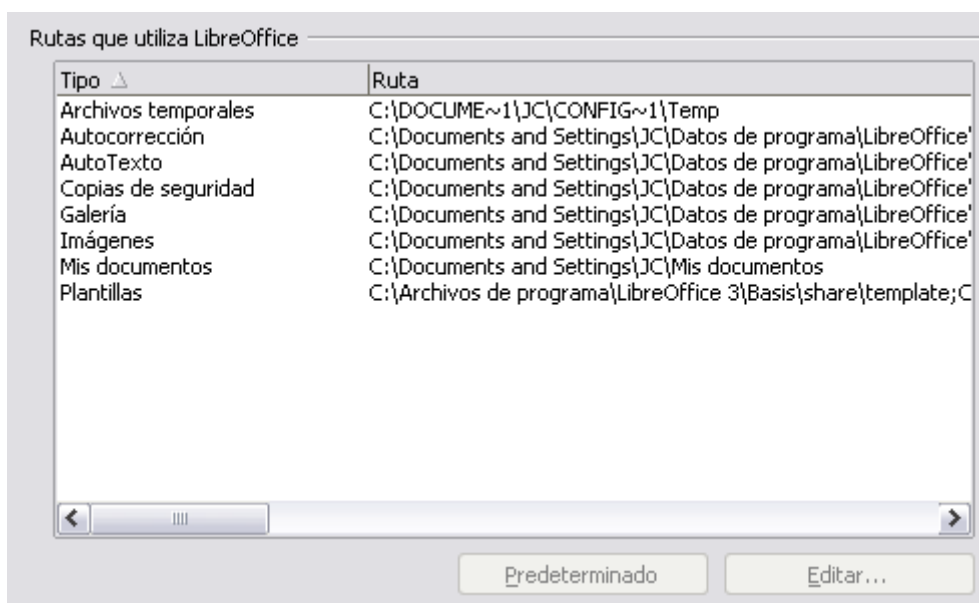 Rutas que utiliza LibreOffice
Tipo Ruta
Archivos temporales C:\DOCUME~1\JC\CONFIG~1\Temp
Autocorrección C:\Documents and Settings\JC\Datos de programa\LibreOffice\
AutoTexto C:\Documents and Settings\JC\Datos de programa\LibreOffice\
Copias de seguridad C:\Documents and Settings\JC\Datos de programa\LibreOffice\
Galería C:\Documents and Settings\JC\Datos de programa\LibreOffice\
Imágenes C:\Documents and Settings\JC\Datos de programa\LibreOffice\
Mis documentos C:\Documents and Settings\JC\Mis documentos
Plantillas C:\Archivos de programa\LibreOffice 3\Basis\share\template;C
Predeterminado Editar...